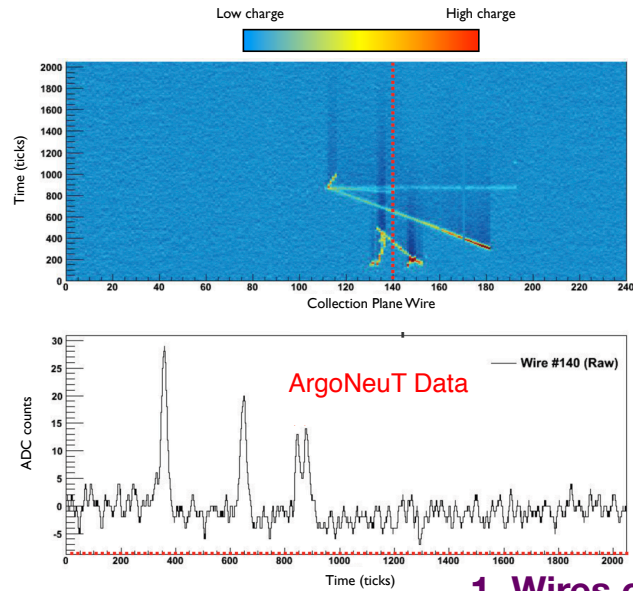 Low charge High charge
2000
1800
1600
1400
1200
1000
800
600
400
200
0
Time (ticks)
0 20 40 60 80 100 120 140 160 180 200 220 240
Collection Plane Wire
30
25
20
15
10
5
0
-5
ADC counts
Wire #140 (Raw)
ArgoNeuT Data
0 200 400 600 800 1000 1200 1400 1600 1800 2000
Time (ticks)
1. Wires